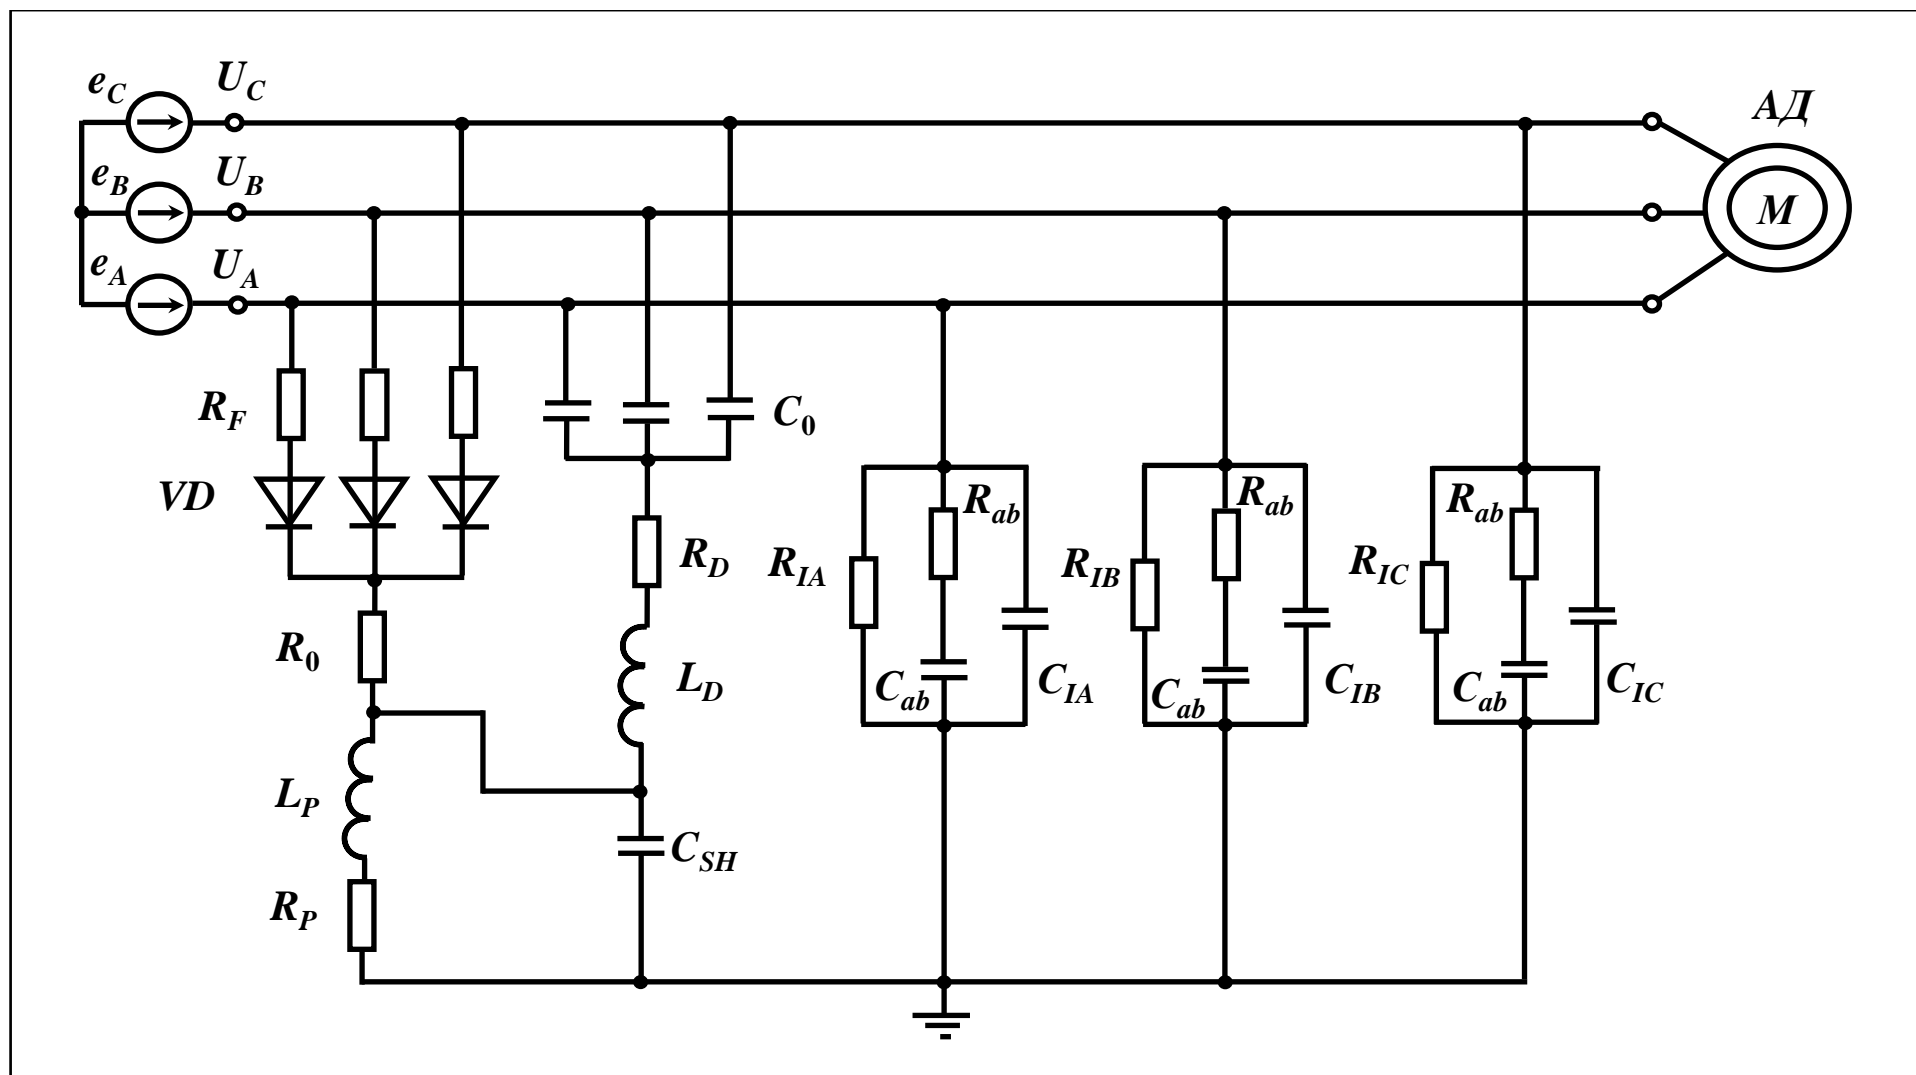 e_C U_C АД
e_B U_B M
e_A U_A
R_F C_0
VD R_ab R_ab R_ab
R_D R_IA R_IB R_IC
R_0 L_D C_ab C_IA C_ab C_IB C_ab C_IC
L_P
C_SH
R_P